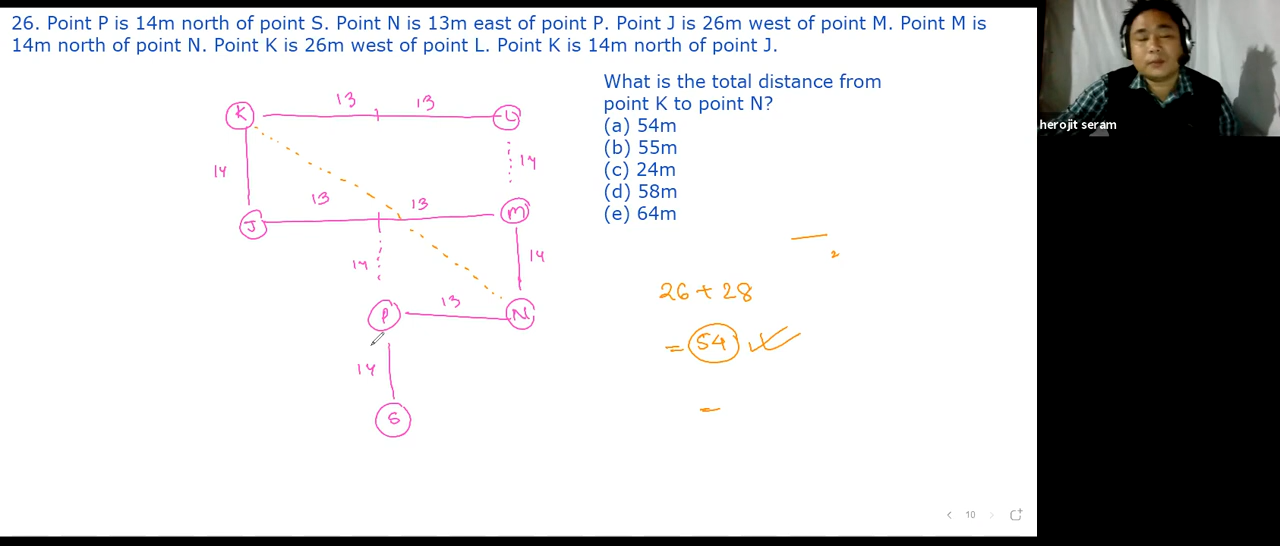 26. Point P is 14m north of point S. Point N is 13m east of point P. Point J is 26m west of point M. Point M is
14m north of point N. Point K is 26m west of point L. Point K is 14m north of point J.
What is the total distance from
point K to point N?
(a) 54m
(b) 55m
(c) 24m
(d) 58m
(e) 64m
herojit seram
K 13 13 L
14 14
J 13 13 M
14 14
P 13 N
14
S
2
26 + 28
= 54
=
10